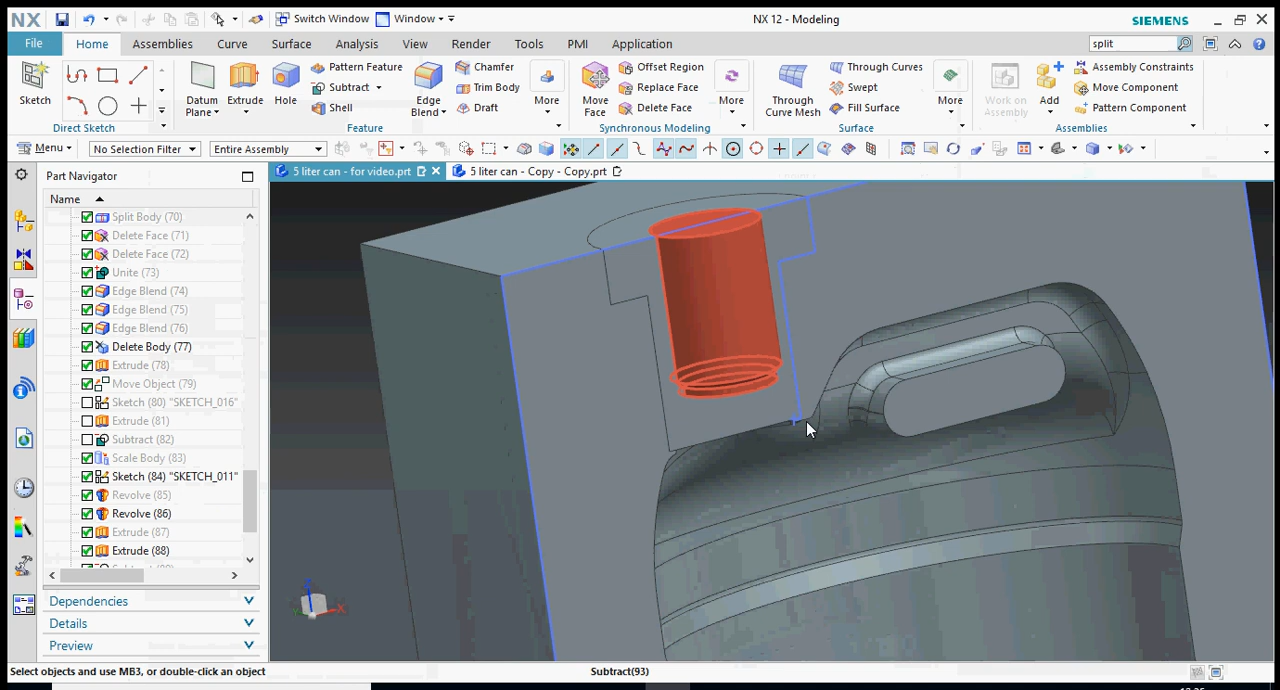 NX Switch Window Window NX 12 - Modeling SIEMENS
File Home Assemblies Curve Surface Analysis View Render Tools PMI Application split
Sketch
Direct Sketch
Datum Plane Extrude Hole Pattern Feature Subtract Shell Edge Blend Chamfer Trim Body Draft More
Feature
Move Face Offset Region Replace Face Delete Face More
Synchronous Modeling
Through Curve Mesh Through Curves Swept Fill Surface More
Surface
Work on Assembly Add Assembly Constraints Move Component Pattern Component
Assemblies
Menu No Selection Filter Entire Assembly
Part Navigator 5 liter can - for video.prt 5 liter can - Copy - Copy.prt
Name
Split Body (70)
Delete Face (71)
Delete Face (72)
Unite (73)
Edge Blend (74)
Edge Blend (75)
Edge Blend (76)
Delete Body (77)
Extrude (78)
Move Object (79)
Sketch (80) "SKETCH_016"
Extrude (81)
Subtract (82)
Scale Body (83)
Sketch (84) "SKETCH_011"
Revolve (85)
Revolve (86)
Extrude (87)
Extrude (88)
Dependencies
Details
Preview
Select objects and use MB3, or double-click an object Subtract(93)